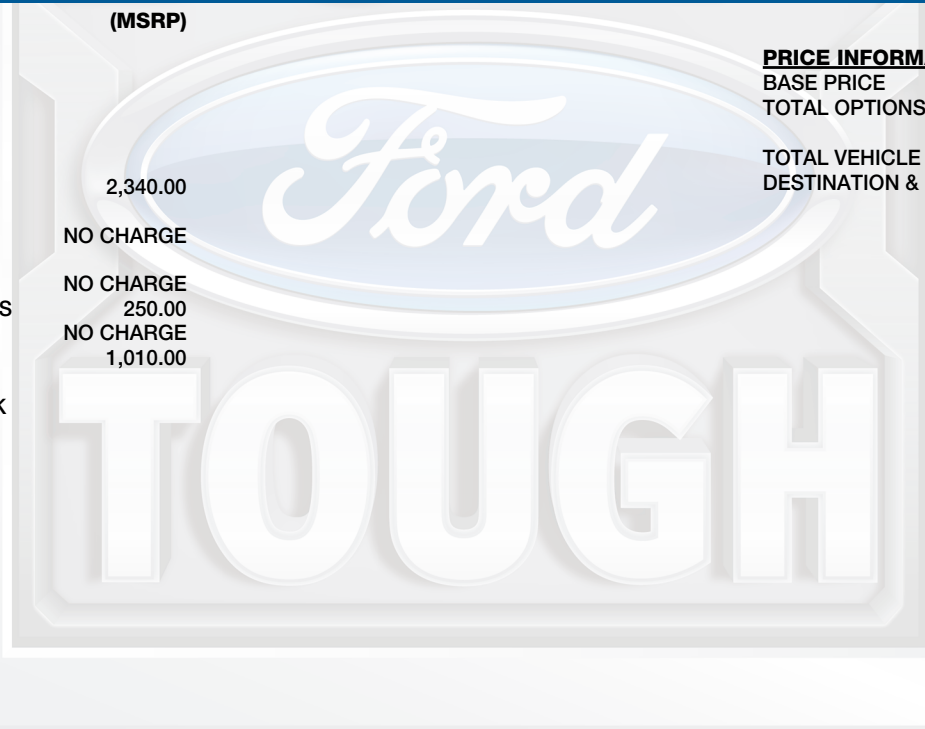 (MSRP)
2,340.00
NO CHARGE
NO CHARGE
S 250.00
NO CHARGE
1,010.00
K
PRICE INFORMA
BASE PRICE
TOTAL OPTIONS
TOTAL VEHICLE
DESTINATION &
Ford
TOUGH